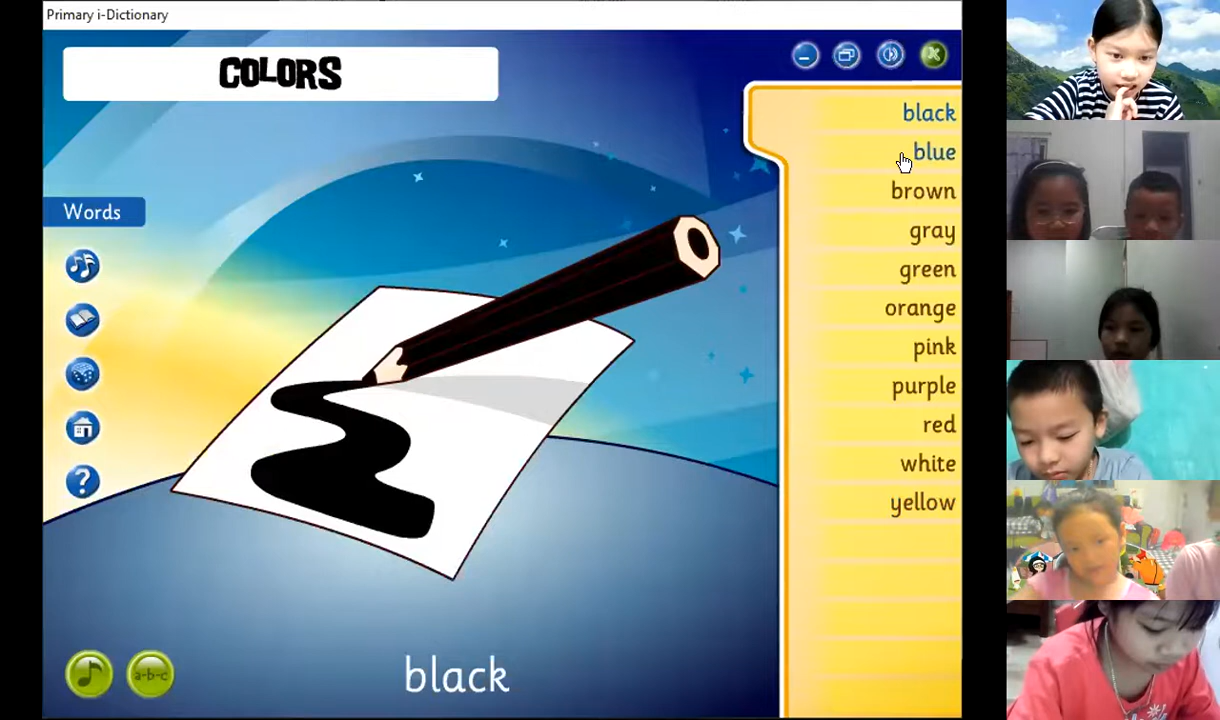 Primary i-Dictionary
COLORS
Words
black
blue
brown
gray
green
orange
pink
purple
red
white
yellow
?
a-b-c
black